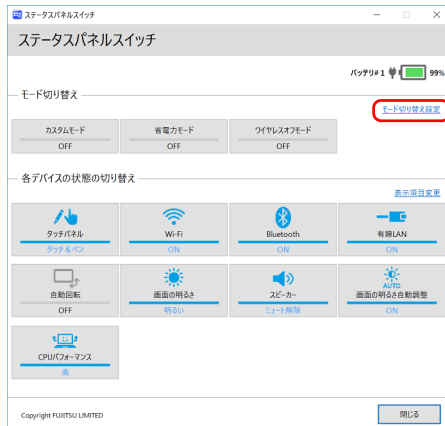 ステータスパネルスイッチ
ステータスパネルスイッチ
バッテリ#1 99%
モード切り替え
モード切り替え設定
カスタムモード 省電力モード ワイヤレスオフモード
OFF OFF OFF
各デバイスの状態の切り替え
表示項目変更
タッチパネル Wi-Fi Bluetooth 有線LAN
タッチ＆ペン ON ON ON
AUTO
自動回転 画面の明るさ スピーカー 画面の明るさ自動調整
OFF 明るい ミュート解除 ON
CPUパフォーマンス
高
Copyright FUJITSU LIMITED 閉じる